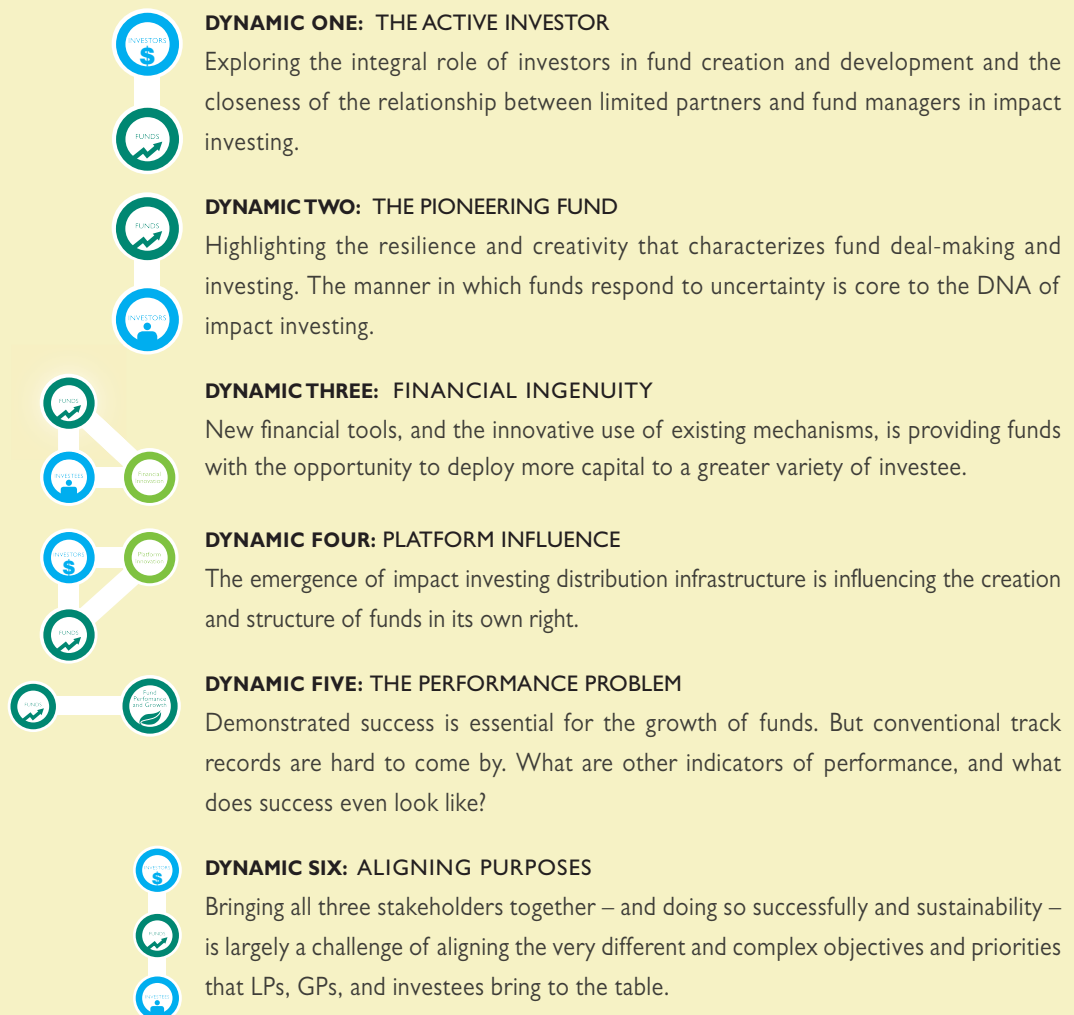 INVESTORS
$
FUNDS
DYNAMIC ONE: THE ACTIVE INVESTOR
Exploring the integral role of investors in fund creation and development and the
closeness of the relationship between limited partners and fund managers in impact
investing.
FUNDS
INVESTORS
DYNAMIC TWO: THE PIONEERING FUND
Highlighting the resilience and creativity that characterizes fund deal-making and
investing. The manner in which funds respond to uncertainty is core to the DNA of
impact investing.
FUNDS
INVESTEES
Financial
Innovation
DYNAMIC THREE: FINANCIAL INGENUITY
New financial tools, and the innovative use of existing mechanisms, is providing funds
with the opportunity to deploy more capital to a greater variety of investee.
INVESTORS
$
Platform
Innovation
FUNDS
DYNAMIC FOUR: PLATFORM INFLUENCE
The emergence of impact investing distribution infrastructure is influencing the creation
and structure of funds in its own right.
FUNDS
Fund
Perfomance
and Growth
DYNAMIC FIVE: THE PERFORMANCE PROBLEM
Demonstrated success is essential for the growth of funds. But conventional track
records are hard to come by. What are other indicators of performance, and what
does success even look like?
INVESTORS
$
FUNDS
INVESTEES
DYNAMIC SIX: ALIGNING PURPOSES
Bringing all three stakeholders together – and doing so successfully and sustainability –
is largely a challenge of aligning the very different and complex objectives and priorities
that LPs, GPs, and investees bring to the table.